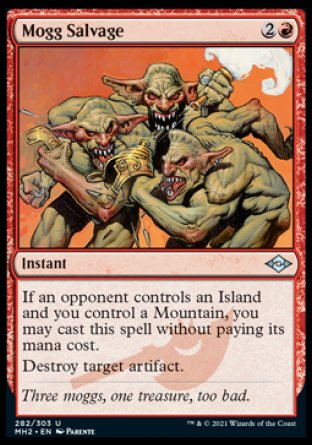 Mogg Salvage 2
Instant
If an opponent controls an Island
and you control a Mountain, you
may cast this spell without paying its
mana cost.
Destroy target artifact.
Three moggs, one treasure, too bad.
282/303 U
MH2 • EN Parente
™ & © 2021 Wizards of the Coast